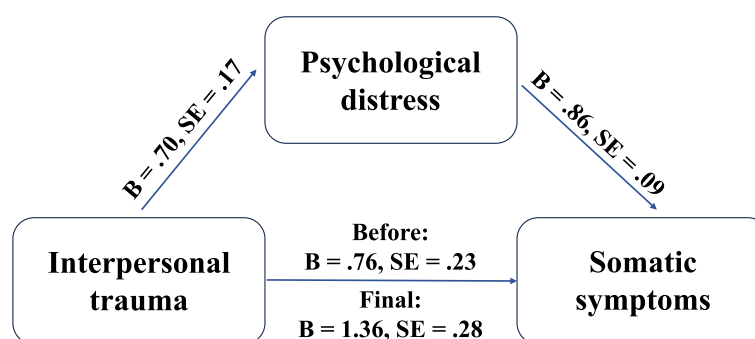 Psychological
distress
B = .70, SE = .17
B = .86, SE = .09
Interpersonal
trauma
Before:
B = .76, SE = .23
Final:
B = 1.36, SE = .28
Somatic
symptoms